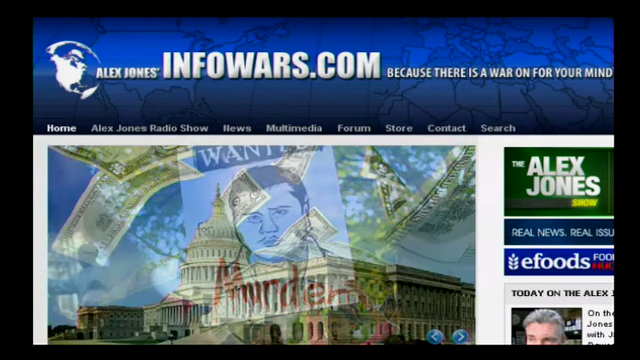 ALEX JONES' INFOWARS.COM BECAUSE THERE IS A WAR ON FOR YOUR MIND
Home Alex Jones Radio Show News Multimedia Forum Store Contact Search
WANTED
Murder
THE
ALEX
JONES
SHOW
REAL NEWS. REAL ISSU
efoods FOO
TODAY ON THE ALEX J
On the
Jones
with J